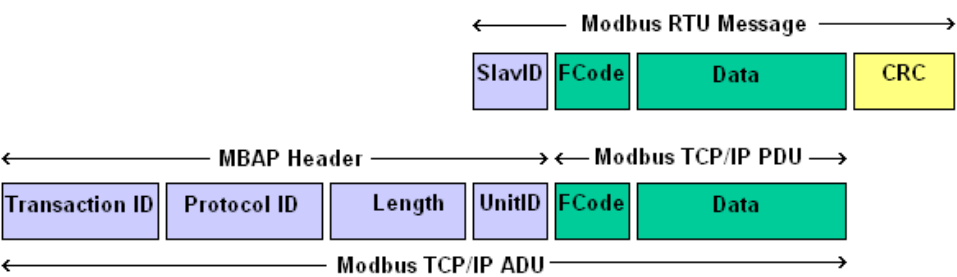 Modbus RTU Message
SlavID FCode Data CRC
MBAP Header Modbus TCP/IP PDU
Transaction ID Protocol ID Length UnitID FCode Data
Modbus TCP/IP ADU